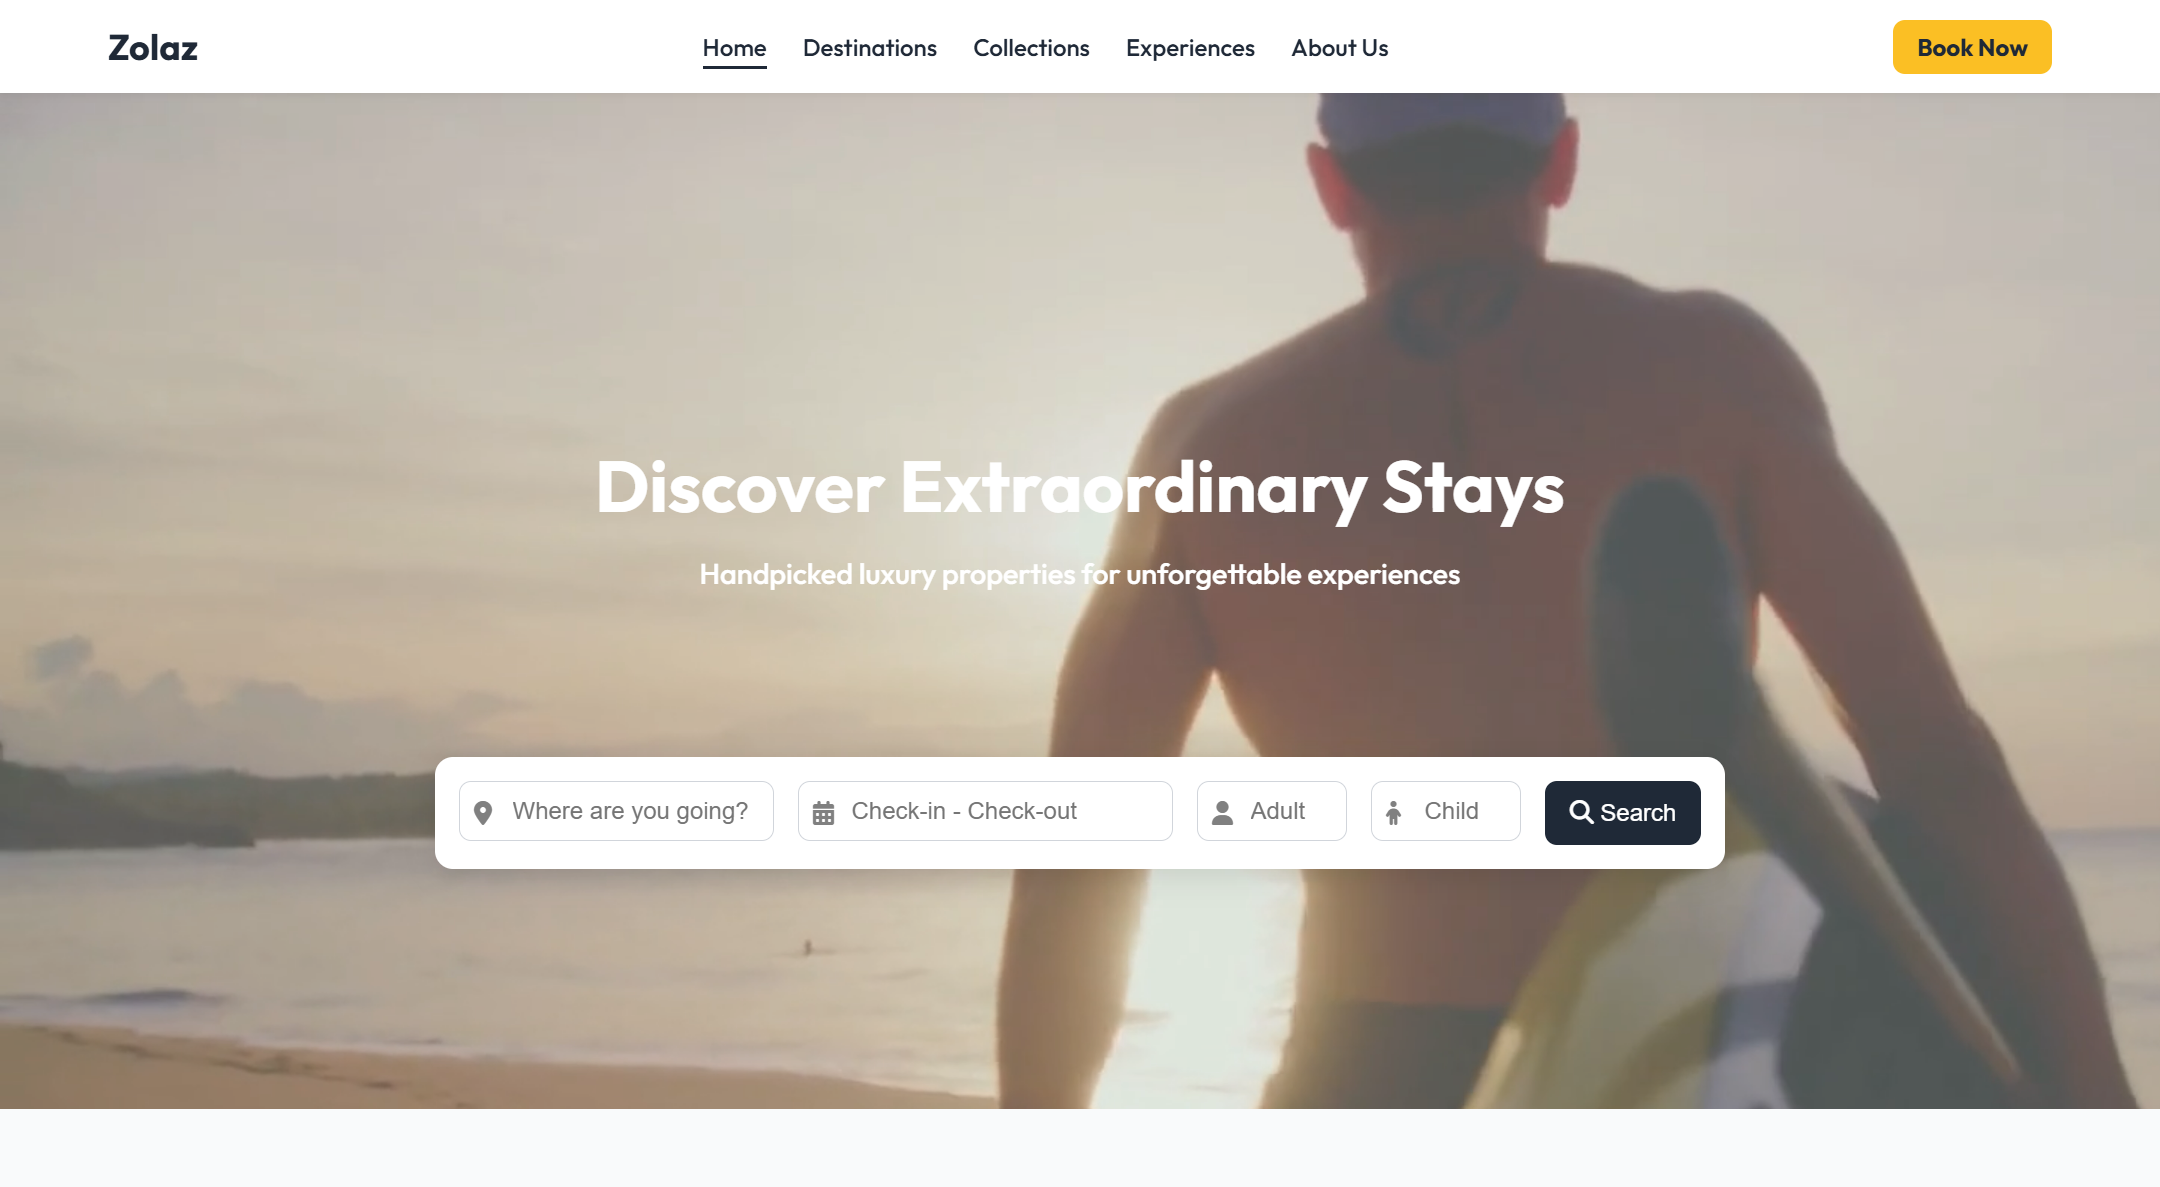 Zolaz
Home Destinations Collections Experiences About Us
Book Now
Discover Extraordinary Stays
Handpicked luxury properties for unforgettable experiences
Where are you going? Check-in - Check-out Adult Child Search